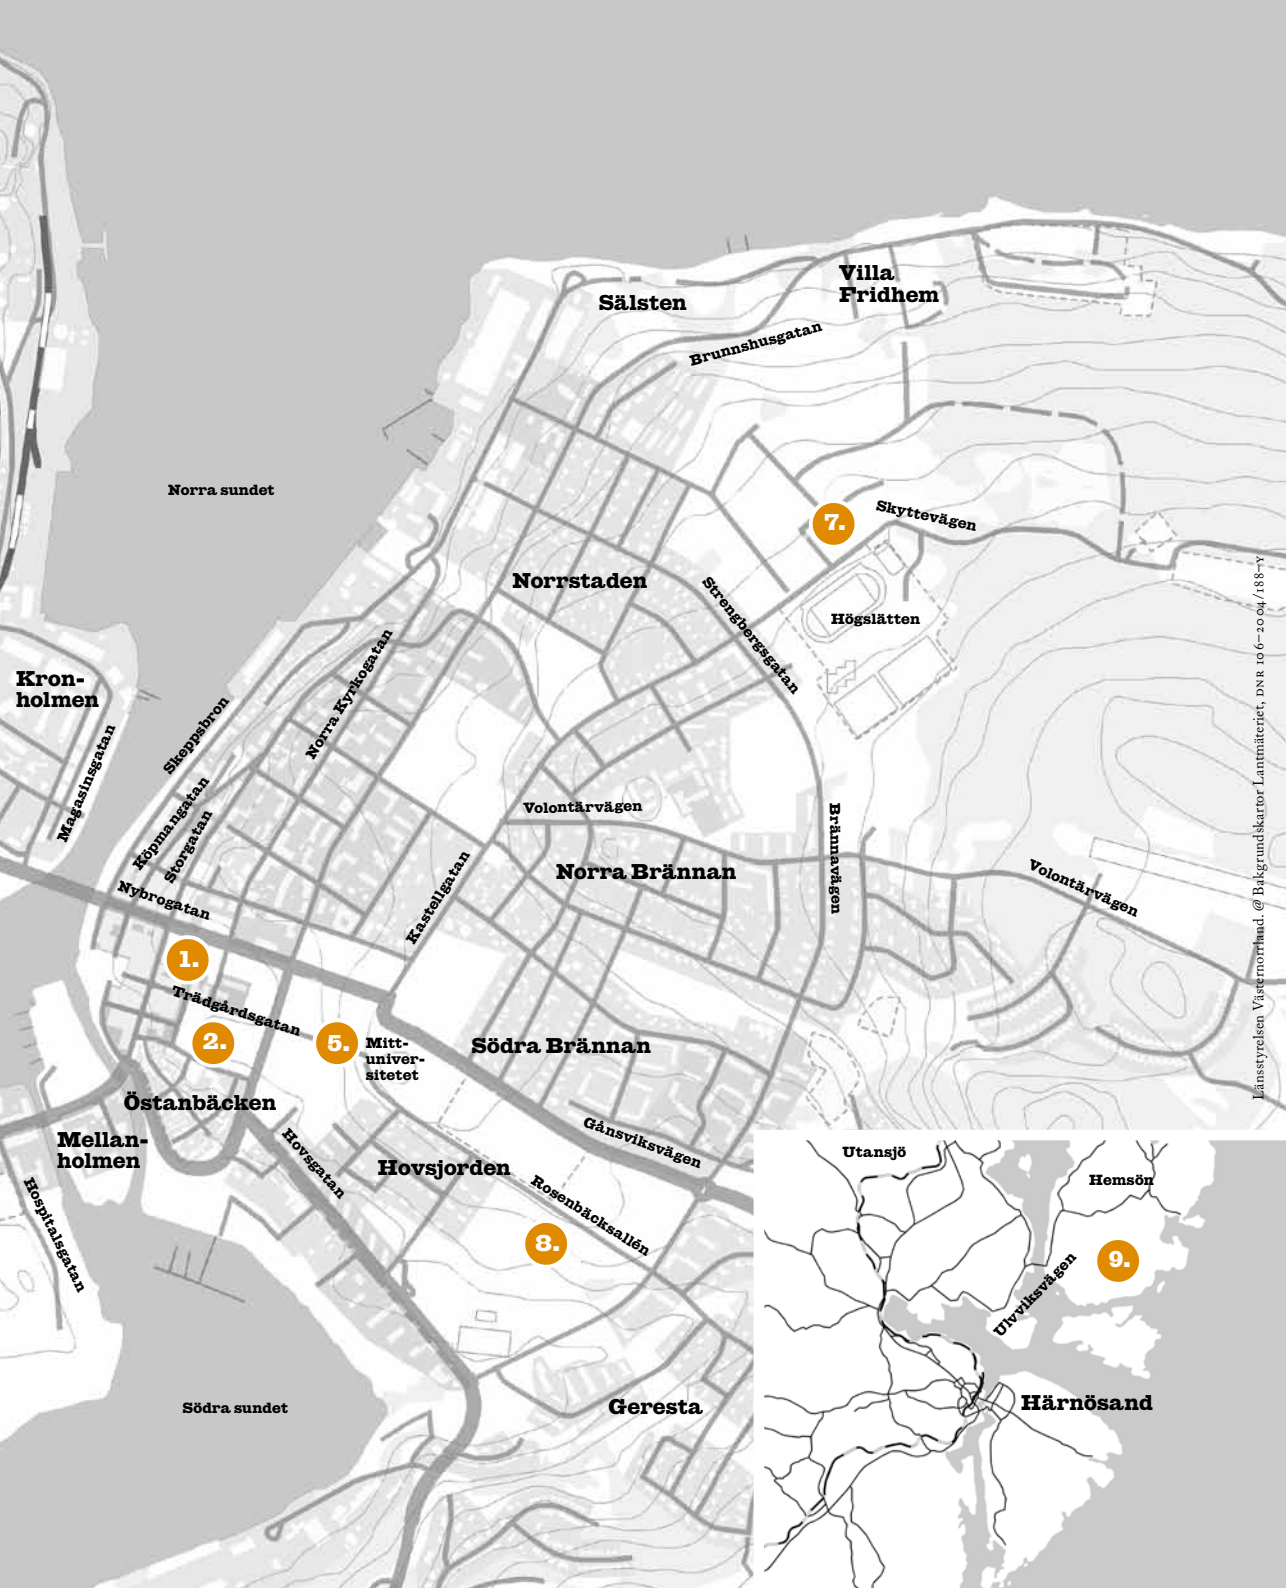 Villa
Fridhem
Sälsten
Brunnshusgatan
Norra sundet
7.
Skyttevägen
Norrstaden
Strengbergsgatan
Högslätten
Kron-
holmen
Magasinsgatan
Skeppsbron
Norra Kyrkogatan
Köpmangatan
Storgatan
Nybrogatan
Volontärvägen
Brännavägen
Norra Brännan
Kastellgatan
Volontärvägen
1.
Trädgårdsgatan
2.
5.
Mitt-
univer-
sitetet
Södra Brännan
Östanbäcken
Mellan-
holmen
Hospitalsgatan
Hovsgatan
Hovsjorden
Gånsviksvägen
Rosenbäcksallén
8.
Södra sundet
Geresta
Utansjö
Hemsön
9.
Ulvviksvägen
Härnösand
Länsstyrelsen Västernorrland. @ Bakgrundskartor Lantmäteriet, DNR 106–2004/188–Y